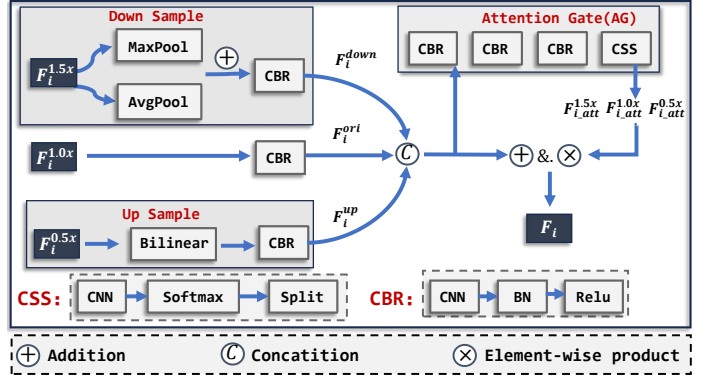 Down Sample
Attention Gate(AG)
F_i^{1.5x}
MaxPool
AvgPool
CBR
F_i^{down}
CBR
CBR
CBR
CSS
F_{i_att}^{1.5x} F_{i_att}^{1.0x} F_{i_att}^{0.5x}
F_i^{1.0x}
CBR
F_i^{ori}
C
+ &. ×
Up Sample
F_i^{0.5x}
Bilinear
CBR
F_i^{up}
F_i
CSS:
CNN
Softmax
Split
CBR:
CNN
BN
Relu
+ Addition
C Concatition
× Element-wise product